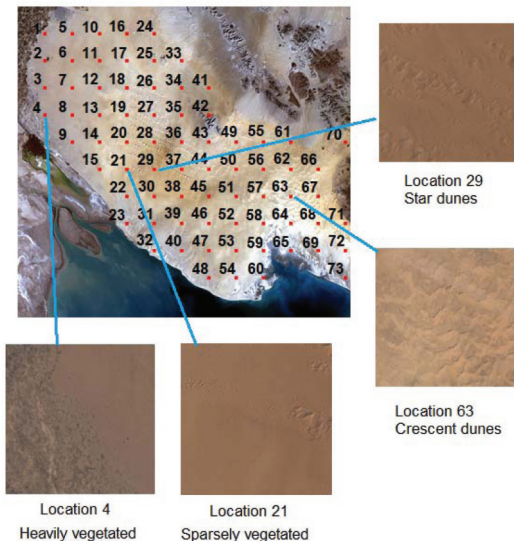 1 5 10 16 24
2 6 11 17 25 33
3 7 12 18 26 34 41
4 8 13 19 27 35 42
9 14 20 28 36 43 49 55 61 70
15 21 29 37 44 50 56 62 66
22 30 38 45 51 57 63 67
23 31 39 46 52 58 64 68 71
32 40 47 53 59 65 69 72
48 54 60 73
Location 29
Star dunes
Location 63
Crescent dunes
Location 4
Heavily vegetated
Location 21
Sparsely vegetated